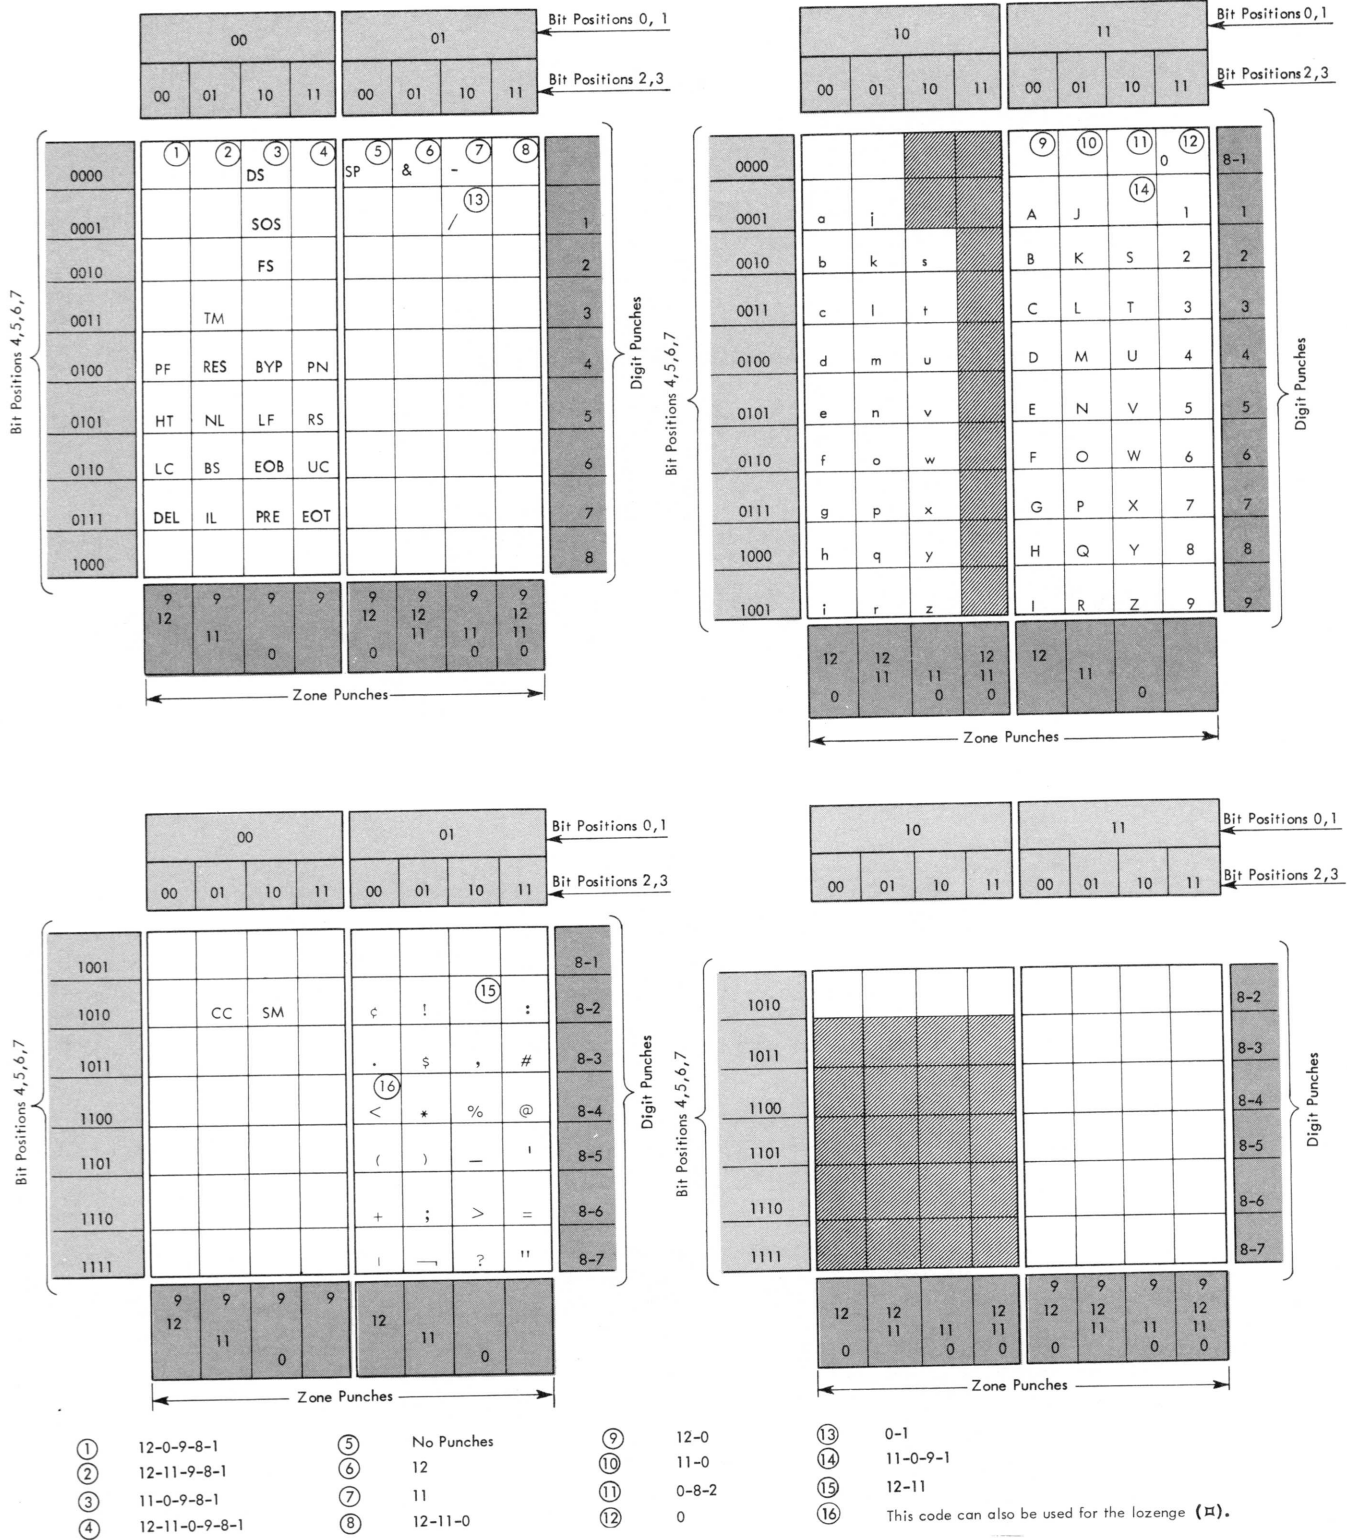 00 01 Bit Positions 0, 1
00 01 10 11 00 01 10 11 Bit Positions 2,3
Bit Positions 4,5,6,7
Digit Punches
① ② ③ ④ ⑤ ⑥ ⑦ ⑧
0000 DS SP & -
⑬
0001 SOS / 1
0010 FS 2
0011 TM 3
0100 PF RES BYP PN 4
0101 HT NL LF RS 5
0110 LC BS EOB UC 6
0111 DEL IL PRE EOT 7
1000 8
9 9 9 9 9 9 9 9
12 12 12 12
11 11 11 11
0 0 0 0
Zone Punches
10 11 Bit Positions 0,1
00 01 10 11 00 01 10 11 Bit Positions 2,3
Bit Positions 4,5,6,7
Digit Punches
⑨ ⑩ ⑪ ⑫
0000 0 8-1
⑭
0001 a j A J 1 1
0010 b k s B K S 2 2
0011 c l t C L T 3 3
0100 d m u D M U 4 4
0101 e n v E N V 5 5
0110 f o w F O W 6 6
0111 g p x G P X 7 7
1000 h q y H Q Y 8 8
1001 i r z I R Z 9 9
12 12 12 12
11 11 11 11
0 0 0 0
Zone Punches
00 01 Bit Positions 0,1
00 01 10 11 00 01 10 11 Bit Positions 2,3
Bit Positions 4,5,6,7
Digit Punches
1001 8-1
⑮
1010 CC SM ¢ ! : 8-2
1011 . $ , # 8-3
⑯
1100 < * % @ 8-4
1101 ( ) _ ' 8-5
1110 + ; > = 8-6
1111 | ¬ ? " 8-7
9 9 9 9
12 12
11 11
0 0
Zone Punches
10 11 Bit Positions 0,1
00 01 10 11 00 01 10 11 Bit Positions 2,3
Bit Positions 4,5,6,7
Digit Punches
1010 8-2
1011 8-3
1100 8-4
1101 8-5
1110 8-6
1111 8-7
9 9 9 9
12 12 12 12 12 12
11 11 11 11 11 11
0 0 0 0 0 0
Zone Punches
① 12-0-9-8-1
② 12-11-9-8-1
③ 11-0-9-8-1
④ 12-11-0-9-8-1
⑤ No Punches
⑥ 12
⑦ 11
⑧ 12-11-0
⑨ 12-0
⑩ 11-0
⑪ 0-8-2
⑫ 0
⑬ 0-1
⑭ 11-0-9-1
⑮ 12-11
⑯ This code can also be used for the lozenge (⌑).